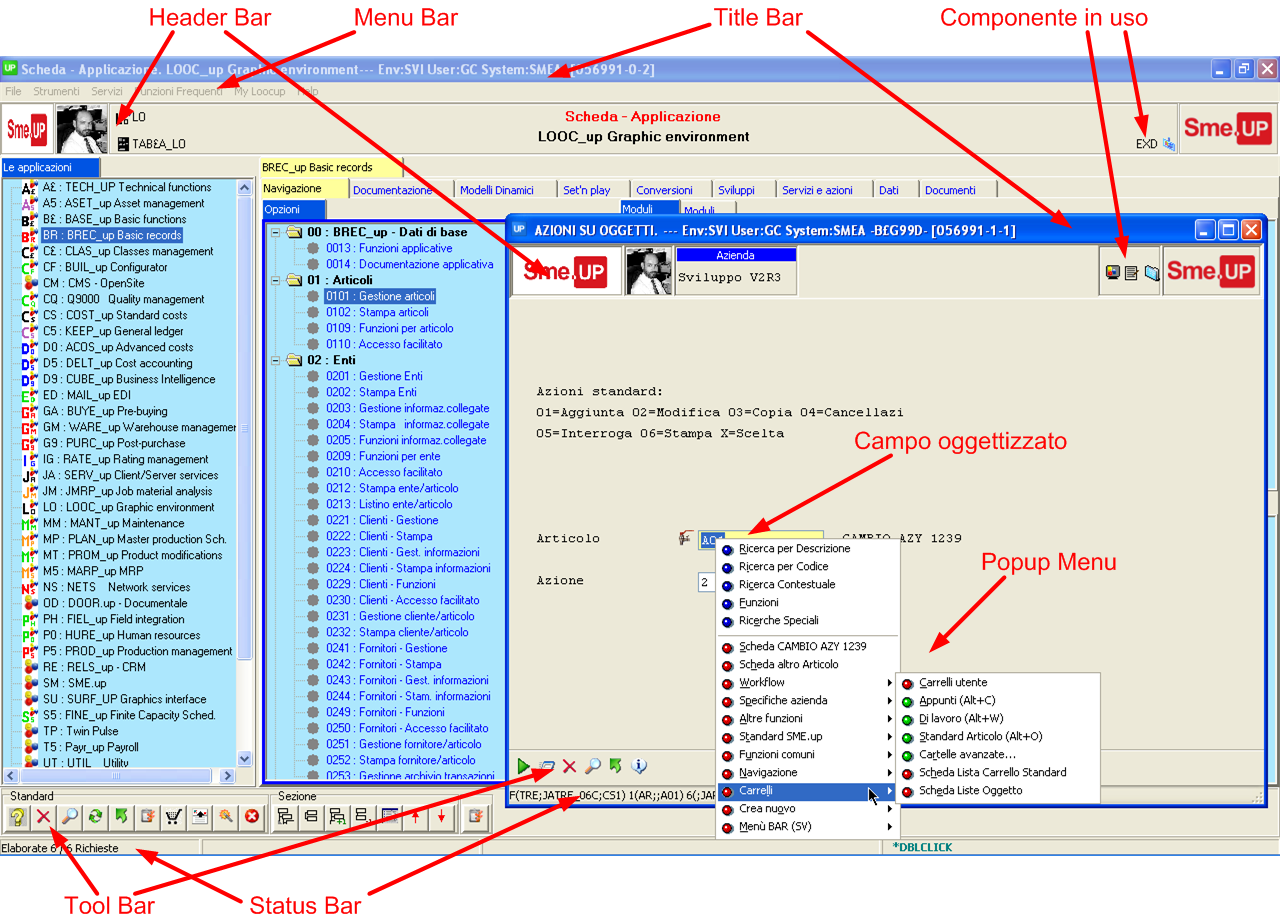 Header Bar
Menu Bar
Title Bar
Componente in uso
UP Scheda - Applicazione. LOOC_up Graphic environment--- Env:SVI User:GC System:SMEA [056991-0-2]
File Strumenti Servizi Funzioni Frequenti My Loocup Help
Sme.UP
LO
TAB£A_LO
Scheda - Applicazione
LOOC_up Graphic environment
EXD
Sme.UP
Le applicazioni
A£ : TECH_UP Technical functions
A5 : ASET_up Asset management
B£ : BASE_up Basic functions
BR : BREC_up Basic records
C£ : CLAS_up Classes management
CF : BUIL_up Configurator
CM : CMS - OpenSite
CQ : Q9000 Quality management
CS : COST_up Standard costs
C5 : KEEP_up General ledger
D0 : ACOS_up Advanced costs
D5 : DELT_up Cost accounting
D9 : CUBE_up Business Intelligence
ED : MAIL_up EDI
GA : BUYE_up Pre-buying
GM : WARE_up Warehouse managemer
G9 : PURC_up Post-purchase
IG : RATE_up Rating management
JA : SERV_up Client/Server services
JM : JMRP_up Job material analysis
LO : LOOC_up Graphic environment
MM : MANT_up Maintenance
MP : PLAN_up Master production Sch.
MT : PROM_up Product modifications
M5 : MARP_up MRP
NS : NETS Network services
OD : DOOR.up - Documentale
PH : FIEL_up Field integration
P0 : HURE_up Human resources
P5 : PROD_up Production management
RE : RELS_up - CRM
SM : SME.up
SU : SURF_UP Graphics interface
S5 : FINE_up Finite Capacity Sched.
TP : Twin Pulse
T5 : Payr_up Payroll
UT : UTIL Utility
BREC_up Basic records
Navigazione Documentazione Modelli Dinamici Set'n play Conversioni Sviluppi Servizi e azioni Dati Documenti
Opzioni
Moduli Moduli
00 : BREC_up - Dati di base
0013 : Funzioni applicative
0014 : Documentazione applicativa
01 : Articoli
0101 : Gestione articoli
0102 : Stampa articoli
0109 : Funzioni per articolo
0110 : Accesso facilitato
02 : Enti
0201 : Gestione Enti
0202 : Stampa Enti
0203 : Gestione informaz.collegate
0204 : Stampa informaz.collegate
0205 : Funzioni informaz.collegate
0209 : Funzioni per ente
0210 : Accesso facilitato
0212 : Stampa ente/articolo
0213 : Listino ente/articolo
0221 : Clienti - Gestione
0222 : Clienti - Stampa
0223 : Clienti - Gest. informazioni
0224 : Clienti - Stampa informazioni
0229 : Clienti - Funzioni
0230 : Clienti - Accesso facilitato
0231 : Gestione cliente/articolo
0232 : Stampa cliente/articolo
0241 : Fornitori - Gestione
0242 : Fornitori - Stampa
0243 : Fornitori - Gest. informazioni
0244 : Fornitori - Stam. informazioni
0249 : Fornitori - Funzioni
0250 : Fornitori - Accesso facilitato
0251 : Gestione fornitore/articolo
0252 : Stampa fornitore/articolo
0253 : Gestione archivio transazioni
UP AZIONI SU OGGETTI. --- Env:SVI User:GC System:SMEA -B£G99D- [056991-1-1]
Sme.UP
Azienda
Sviluppo V2R3
Sme.UP
Azioni standard:
01=Aggiunta 02=Modifica 03=Copia 04=Cancellazi
05=Interroga 06=Stampa X=Scelta
Campo oggettizzato
Articolo
A01
CAMBIO AZY 1239
Azione
2
Popup Menu
Ricerca per Descrizione
Ricerca per Codice
Ricerca Contestuale
Funzioni
Ricerche Speciali
Scheda CAMBIO AZY 1239
Scheda altro Articolo
Workflow
Specifiche azienda
Altre funzioni
Standard SME.up
Funzioni comuni
Navigazione
Carrelli
Crea nuovo
Menù BAR (SV)
Carrelli utente
Appunti (Alt+C)
Di lavoro (Alt+W)
Standard Articolo (Alt+O)
Cartelle avanzate...
Scheda Lista Carrello Standard
Scheda Liste Oggetto
F(TRE;JATRE_06C;CS1) 1(AR;;A01) 6(;JAF
Standard
Sezione
Elaborate 6 / 6 Richieste
*DBLCLICK
Tool Bar
Status Bar